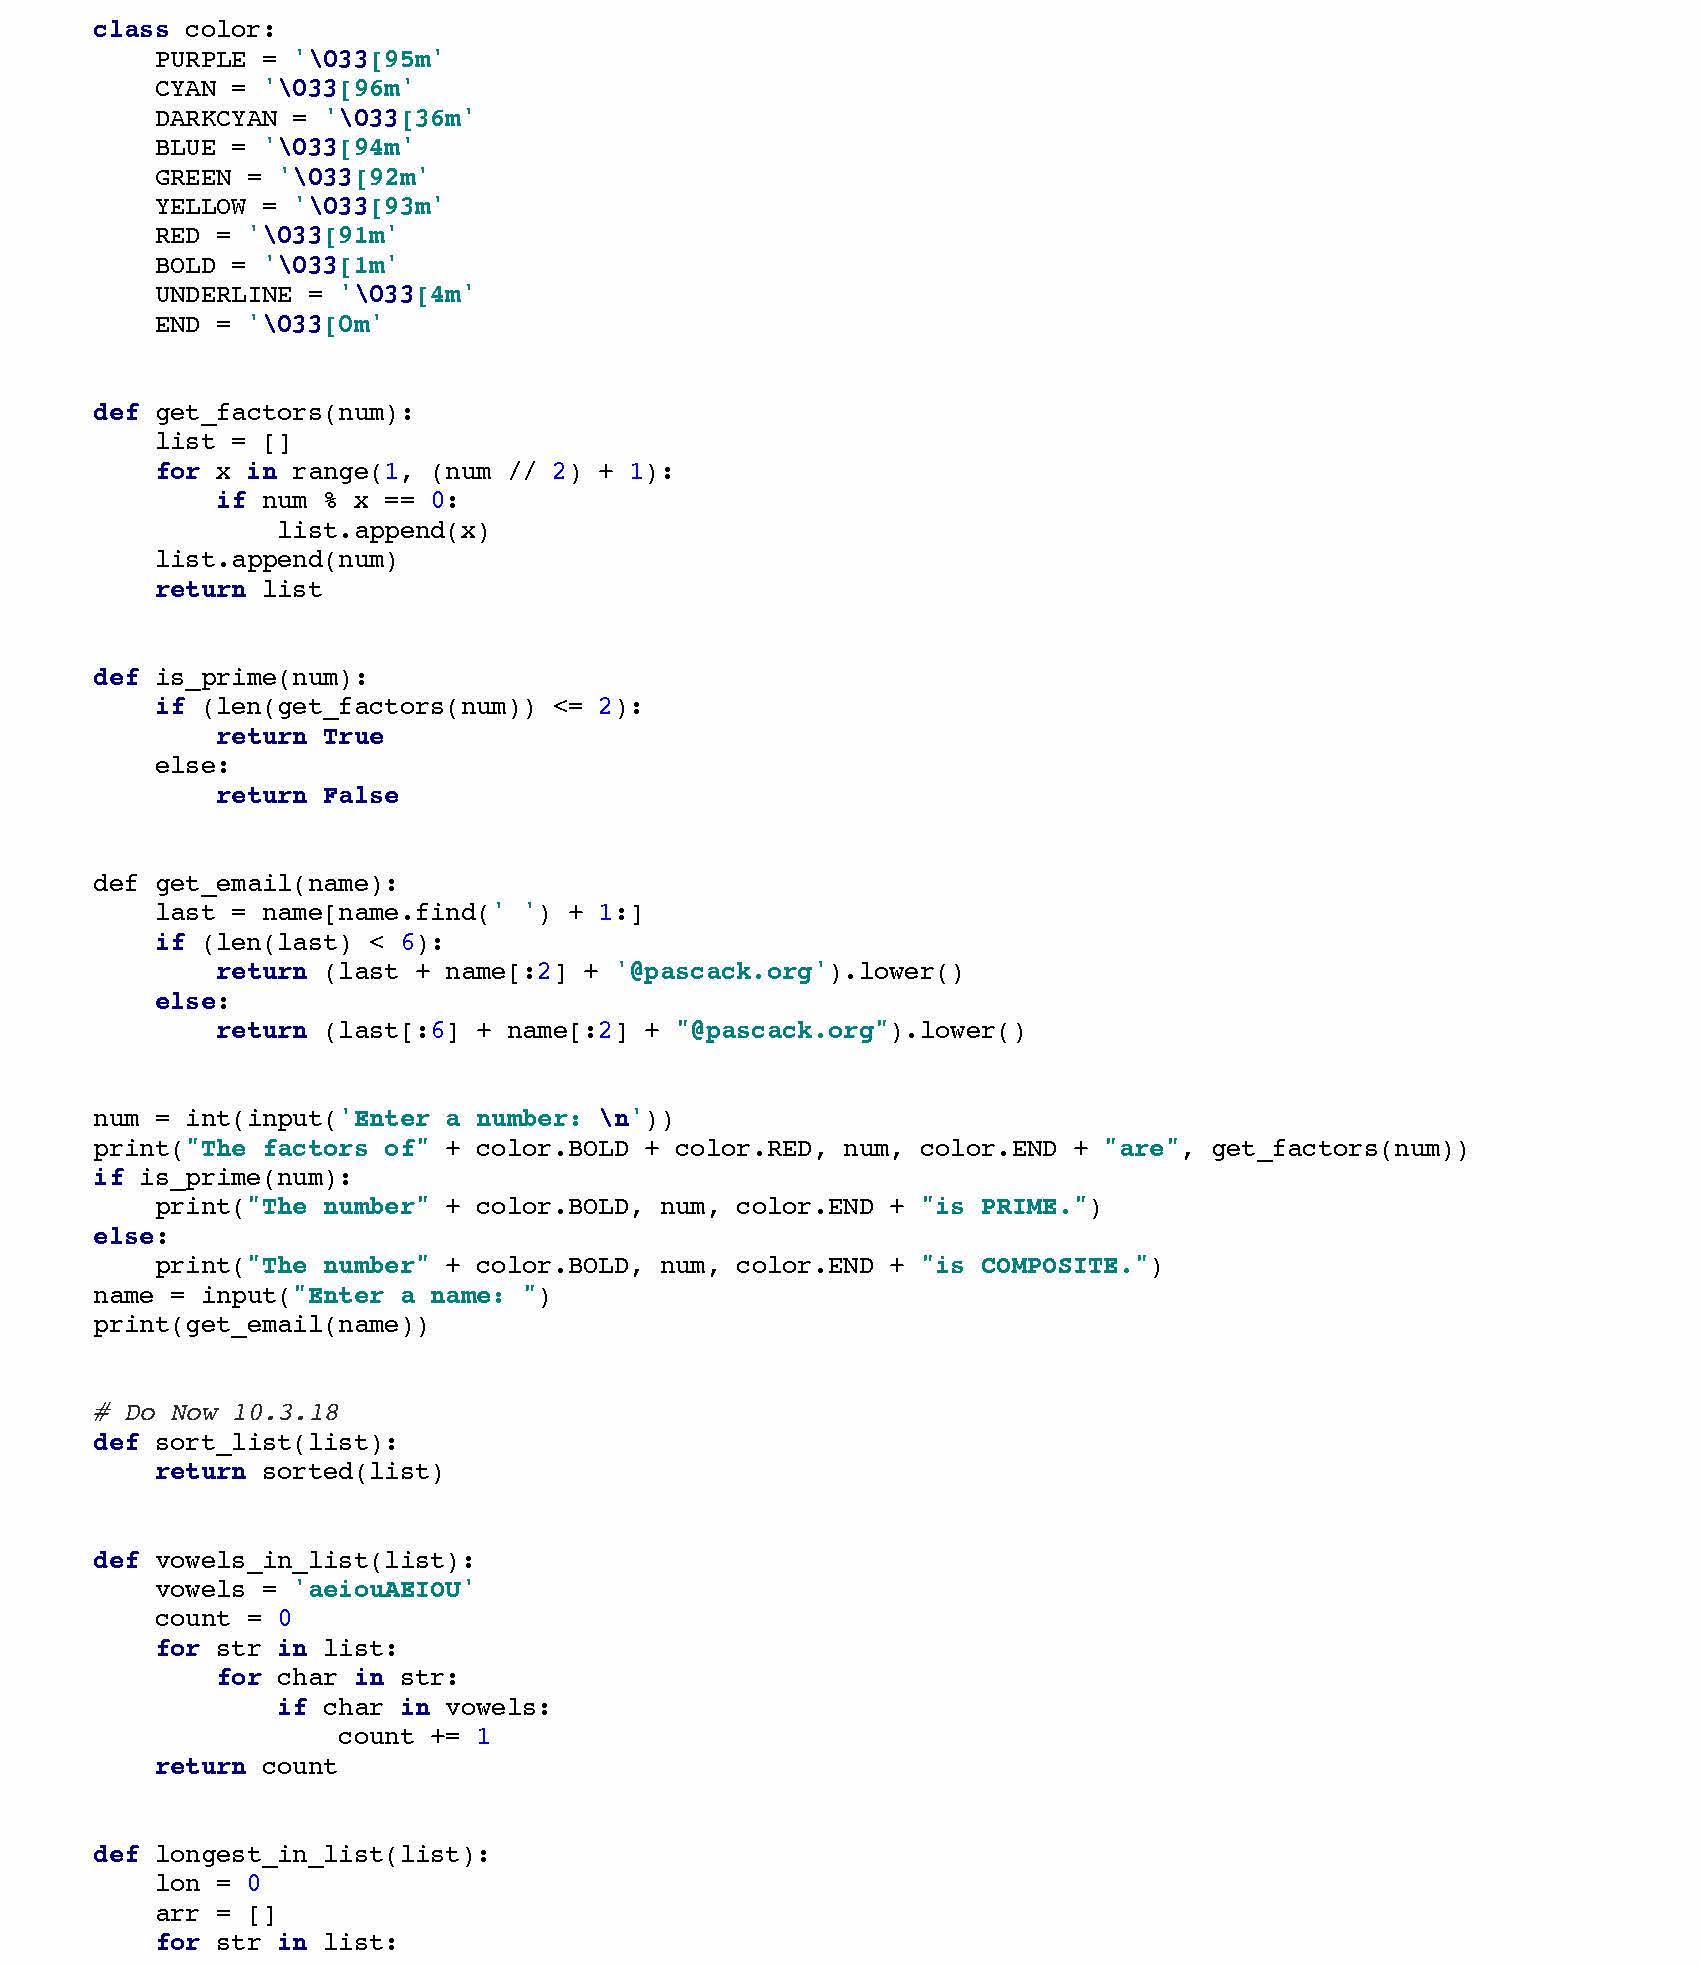 class color:
    PURPLE = '\033[95m'
    CYAN = '\033[96m'
    DARKCYAN = '\033[36m'
    BLUE = '\033[94m'
    GREEN = '\033[92m'
    YELLOW = '\033[93m'
    RED = '\033[91m'
    BOLD = '\033[1m'
    UNDERLINE = '\033[4m'
    END = '\033[0m'
def get_factors(num):
    list = []
    for x in range(1, (num // 2) + 1):
        if num % x == 0:
            list.append(x)
    list.append(num)
    return list
def is_prime(num):
    if (len(get_factors(num)) <= 2):
        return True
    else:
        return False
def get_email(name):
    last = name[name.find(' ') + 1:]
    if (len(last) < 6):
        return (last + name[:2] + '@pascack.org').lower()
    else:
        return (last[:6] + name[:2] + "@pascack.org").lower()
num = int(input('Enter a number: \n'))
print("The factors of" + color.BOLD + color.RED, num, color.END + "are", get_factors(num))
if is_prime(num):
    print("The number" + color.BOLD, num, color.END + "is PRIME.")
else:
    print("The number" + color.BOLD, num, color.END + "is COMPOSITE.")
name = input("Enter a name: ")
print(get_email(name))
# Do Now 10.3.18
def sort_list(list):
    return sorted(list)
def vowels_in_list(list):
    vowels = 'aeiouAEIOU'
    count = 0
    for str in list:
        for char in str:
            if char in vowels:
                count += 1
    return count
def longest_in_list(list):
    lon = 0
    arr = []
    for str in list: